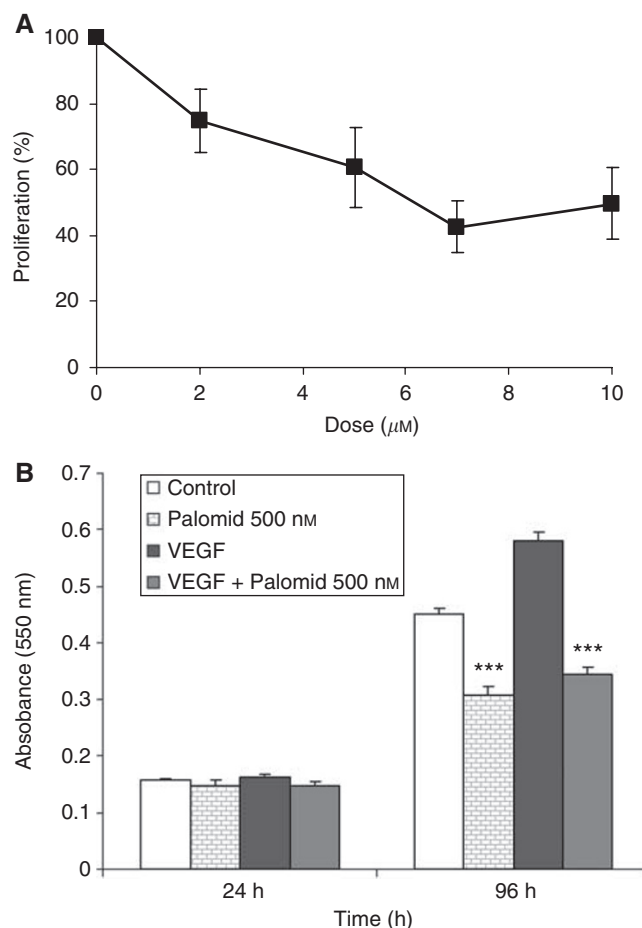 A
100
80
60
40
20
0
Proliferation (%)
0 2 4 6 8 10
Dose (μM)
B
0.7
0.6
0.5
0.4
0.3
0.2
0.1
0
Absobance (550 nm)
Control
Palomid 500 nM
VEGF
VEGF + Palomid 500 nM
*** ***
24 h 96 h
Time (h)